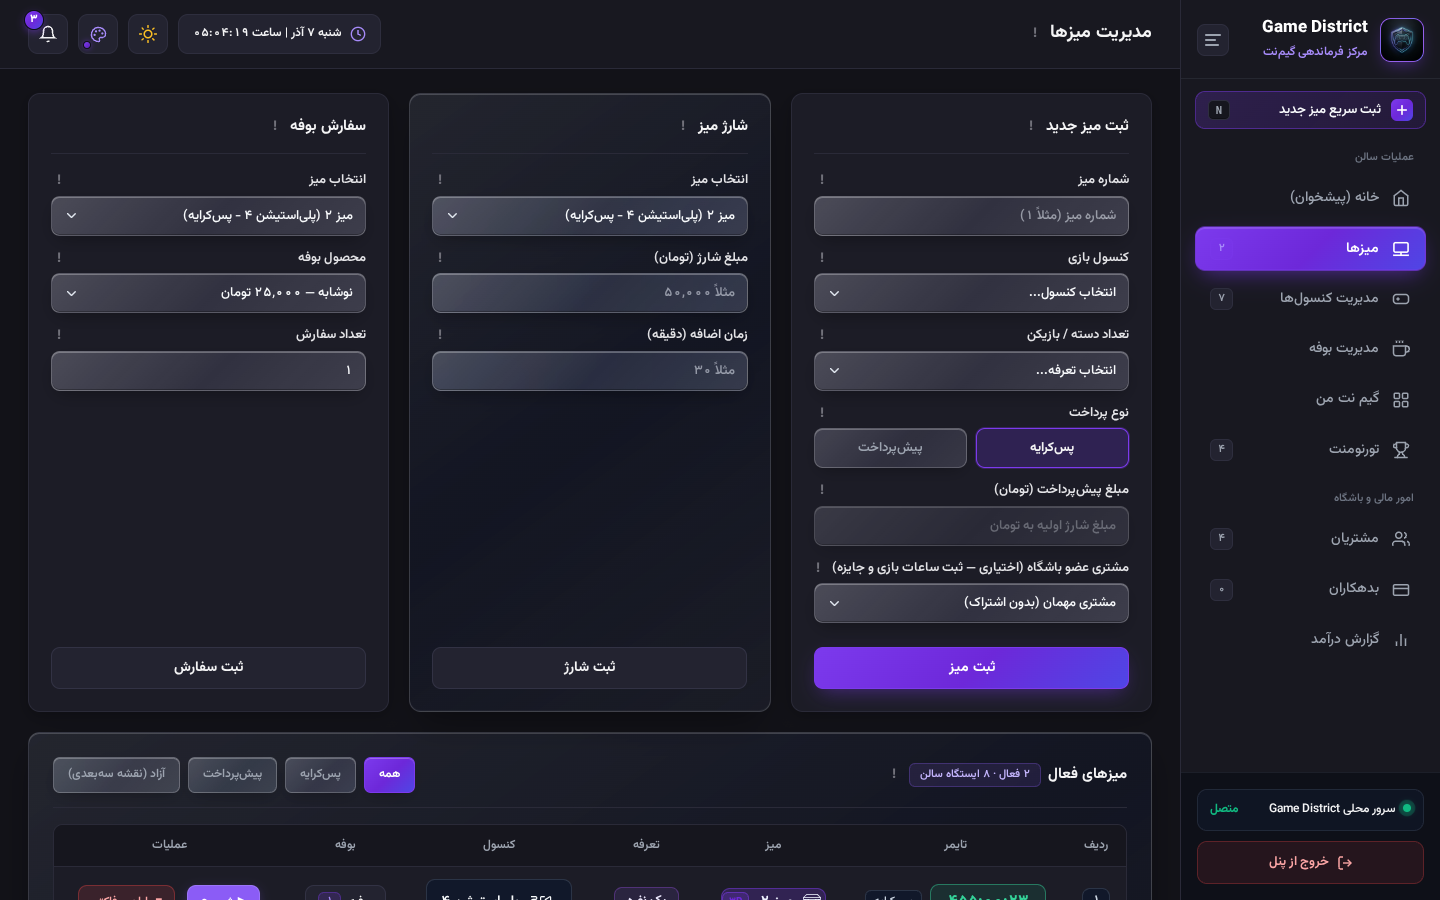 Game District
مرکز فرماندهی گیم‌نت
ثبت سریع میز جدید
N
عملیات سالن
خانه (پیشخوان)
میزها
۲
مدیریت کنسول‌ها
۷
مدیریت بوفه
گیم نت من
تورنومنت
۴
امور مالی و باشگاه
مشتریان
۴
بدهکاران
۰
گزارش درآمد
سرور محلی Game District
متصل
خروج از پنل
مدیریت میزها !
شنبه ۷ آذر | ساعت ۰۵:۰۴:۱۹
۳
ثبت میز جدید !
شماره میز !
شماره میز (مثلاً ۱)
کنسول بازی !
انتخاب کنسول...
تعداد دسته / بازیکن !
انتخاب تعرفه...
نوع پرداخت !
پس‌کرایه
پیش‌پرداخت
مبلغ پیش‌پرداخت (تومان) !
مبلغ شارژ اولیه به تومان
مشتری عضو باشگاه (اختیاری — ثبت ساعات بازی و جایزه) !
مشتری مهمان (بدون اشتراک)
ثبت میز
شارژ میز !
انتخاب میز !
میز ۲ (پلی‌استیشن ۴ - پس‌کرایه)
مبلغ شارژ (تومان) !
مثلاً ۵۰,۰۰۰
زمان اضافه (دقیقه) !
مثلاً ۳۰
ثبت شارژ
سفارش بوفه !
انتخاب میز !
میز ۲ (پلی‌استیشن ۴ - پس‌کرایه)
محصول بوفه !
نوشابه — ۲۵,۰۰۰ تومان
تعداد سفارش !
۱
ثبت سفارش
میزهای فعال
۲ فعال · ۸ ایستگاه سالن
!
همه
پس‌کرایه
پیش‌پرداخت
آزاد (نقشه سه‌بعدی)
ردیف تایمر میز تعرفه کنسول بوفه عملیات